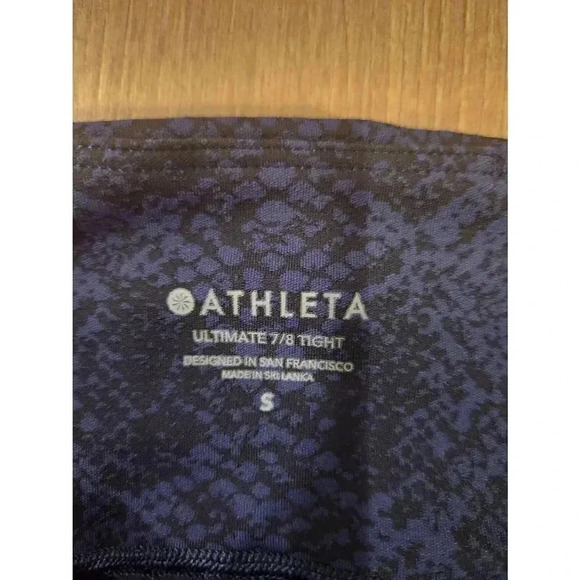 ATHLETA
ULTIMATE 7/8 TIGHT
DESIGNED IN SAN FRANCISCO
MADE IN SRI LANKA
S